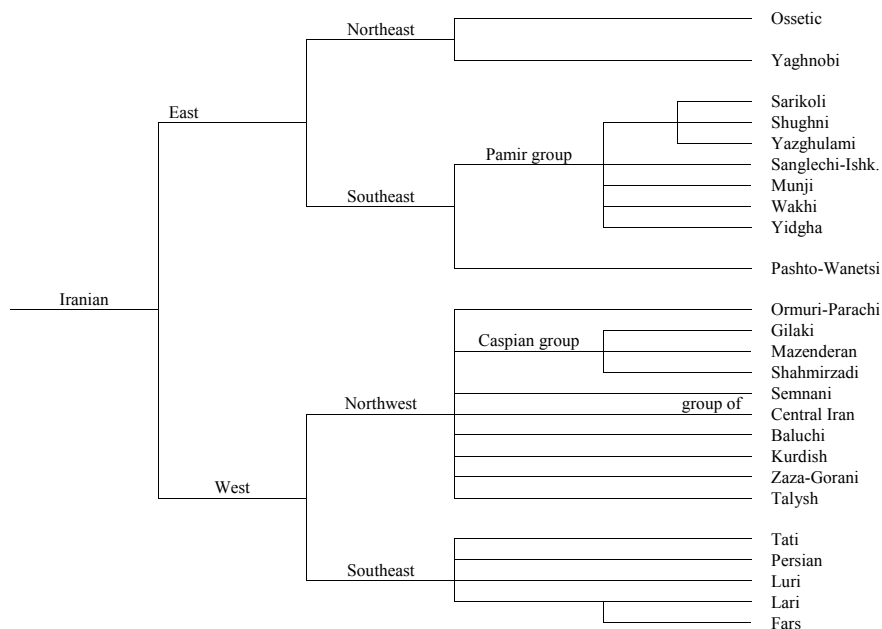 Ossetic
Northeast
Yaghnobi
Sarikoli
East
Shughni
Yazghulami
Pamir group
Sanglechi-Ishk.
Munji
Southeast
Wakhi
Yidgha
Pashto-Wanetsi
Iranian
Ormuri-Parachi
Gilaki
Caspian group
Mazenderan
Shahmirzadi
Semnani
Northwest
group of
Central Iran
Baluchi
Kurdish
Zaza-Gorani
West
Talysh
Tati
Persian
Southeast
Luri
Lari
Fars